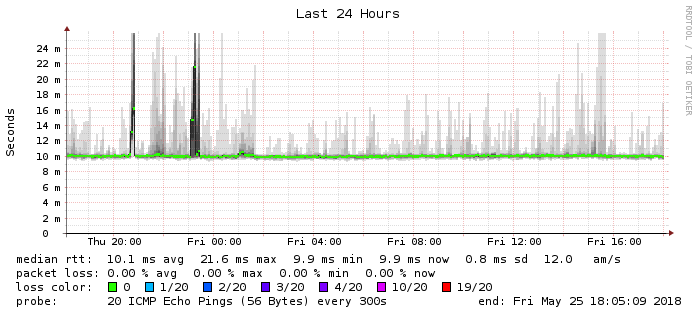 Last 24 Hours
RRDTOOL / TOBI OETIKER
Seconds
24 m
22 m
20 m
18 m
16 m
14 m
12 m
10 m
8 m
6 m
4 m
2 m
0
Thu 20:00 Fri 00:00 Fri 04:00 Fri 08:00 Fri 12:00 Fri 16:00
median rtt: 10.1 ms avg 21.6 ms max 9.9 ms min 9.9 ms now 0.8 ms sd 12.0 am/s
packet loss: 0.00 % avg 0.00 % max 0.00 % min 0.00 % now
loss color: 0 1/20 2/20 3/20 4/20 10/20 19/20
probe: 20 ICMP Echo Pings (56 Bytes) every 300s end: Fri May 25 18:05:09 2018